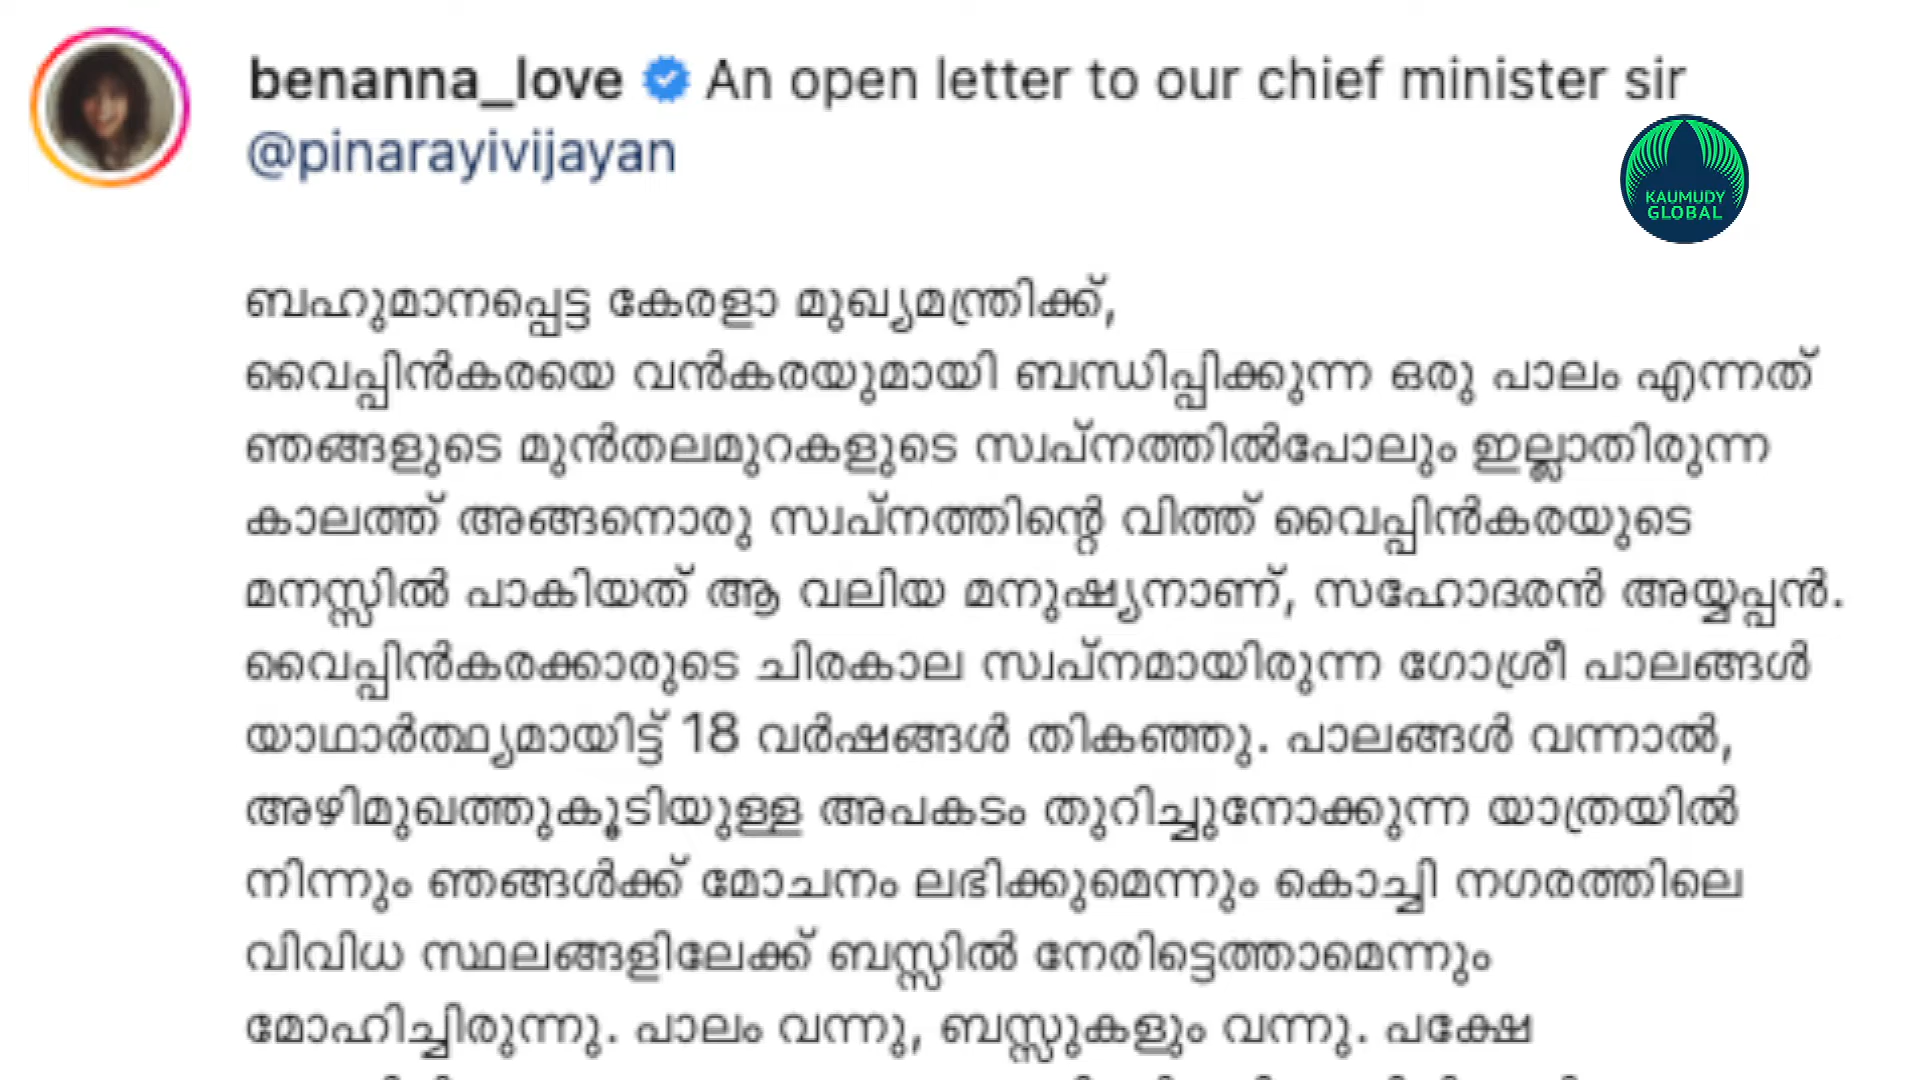 benanna_love An open letter to our chief minister sir
@pinarayivijayan
KAUMUDY
GLOBAL
ബഹുമാനപ്പെട്ട കേരളാ മുഖ്യമന്ത്രിക്ക്,
വൈപ്പിൻകരയെ വൻകരയുമായി ബന്ധിപ്പിക്കുന്ന ഒരു പാലം എന്നത്
ഞങ്ങളുടെ മുൻതലമുറകളുടെ സ്വപ്നത്തിൽപോലും ഇല്ലാതിരുന്ന
കാലത്ത് അങ്ങനൊരു സ്വപ്നത്തിന്റെ വിത്ത് വൈപ്പിൻകരയുടെ
മനസ്സിൽ പാകിയത് ആ വലിയ മനുഷ്യനാണ്, സഹോദരൻ അയ്യപ്പൻ.
വൈപ്പിൻകരക്കാരുടെ ചിരകാല സ്വപ്നമായിരുന്ന ഗോശ്രീ പാലങ്ങൾ
യാഥാർത്ഥ്യമായിട്ട് 18 വർഷങ്ങൾ തികഞ്ഞു. പാലങ്ങൾ വന്നാൽ,
അഴിമുഖത്തുകൂടിയുള്ള അപകടം തുറിച്ചുനോക്കുന്ന യാത്രയിൽ
നിന്നും ഞങ്ങൾക്ക് മോചനം ലഭിക്കുമെന്നും കൊച്ചി നഗരത്തിലെ
വിവിധ സ്ഥലങ്ങളിലേക്ക് ബസ്സിൽ നേരിട്ടെത്താമെന്നും
മോഹിച്ചിരുന്നു. പാലം വന്നു, ബസ്സുകളും വന്നു. പക്ഷേ